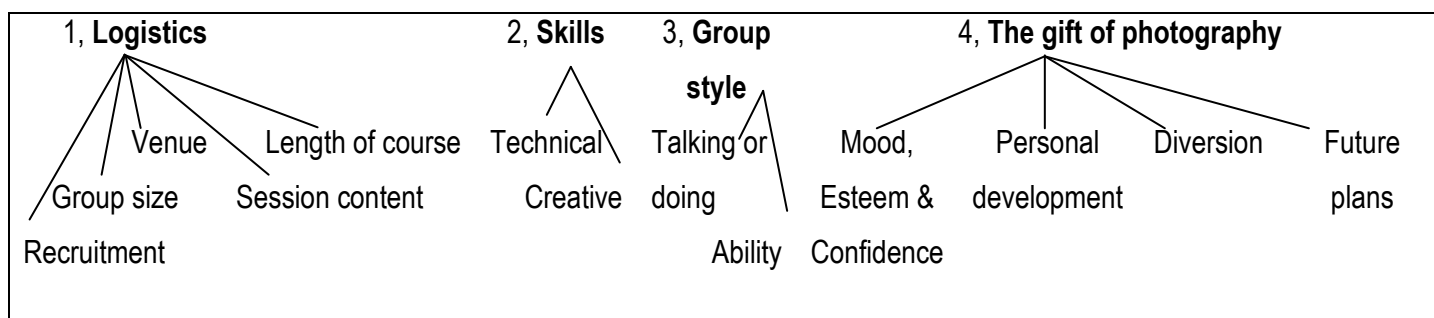 1, Logistics 2, Skills 3, Group 4, The gift of photography
style
Venue Length of course Technical Talking or Mood, Personal Diversion Future
Group size Session content Creative doing Esteem & development plans
Recruitment Ability Confidence